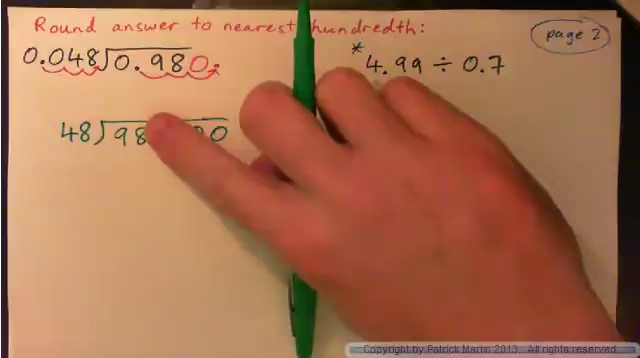 Round answer to nearest hundredth:
page 2
0.048)0.980.
* 4.99 ÷ 0.7
48)98 00
Copyright by Patrick Martin 2013. All rights reserved.